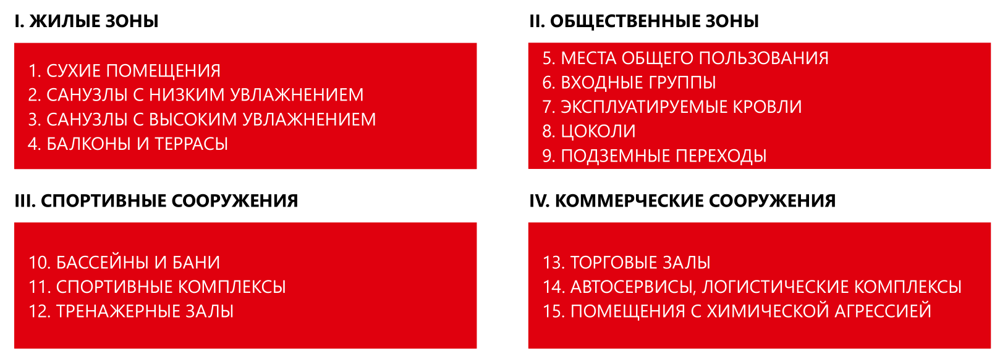 I. ЖИЛЫЕ ЗОНЫ
1. СУХИЕ ПОМЕЩЕНИЯ
2. САНУЗЛЫ С НИЗКИМ УВЛАЖНЕНИЕМ
3. САНУЗЛЫ С ВЫСОКИМ УВЛАЖНЕНИЕМ
4. БАЛКОНЫ И ТЕРРАСЫ
II. ОБЩЕСТВЕННЫЕ ЗОНЫ
5. МЕСТА ОБЩЕГО ПОЛЬЗОВАНИЯ
6. ВХОДНЫЕ ГРУППЫ
7. ЭКСПЛУАТИРУЕМЫЕ КРОВЛИ
8. ЦОКОЛИ
9. ПОДЗЕМНЫЕ ПЕРЕХОДЫ
III. СПОРТИВНЫЕ СООРУЖЕНИЯ
10. БАССЕЙНЫ И БАНИ
11. СПОРТИВНЫЕ КОМПЛЕКСЫ
12. ТРЕНАЖЕРНЫЕ ЗАЛЫ
IV. КОММЕРЧЕСКИЕ СООРУЖЕНИЯ
13. ТОРГОВЫЕ ЗАЛЫ
14. АВТОСЕРВИСЫ, ЛОГИСТИЧЕСКИЕ КОМПЛЕКСЫ
15. ПОМЕЩЕНИЯ С ХИМИЧЕСКОЙ АГРЕССИЕЙ